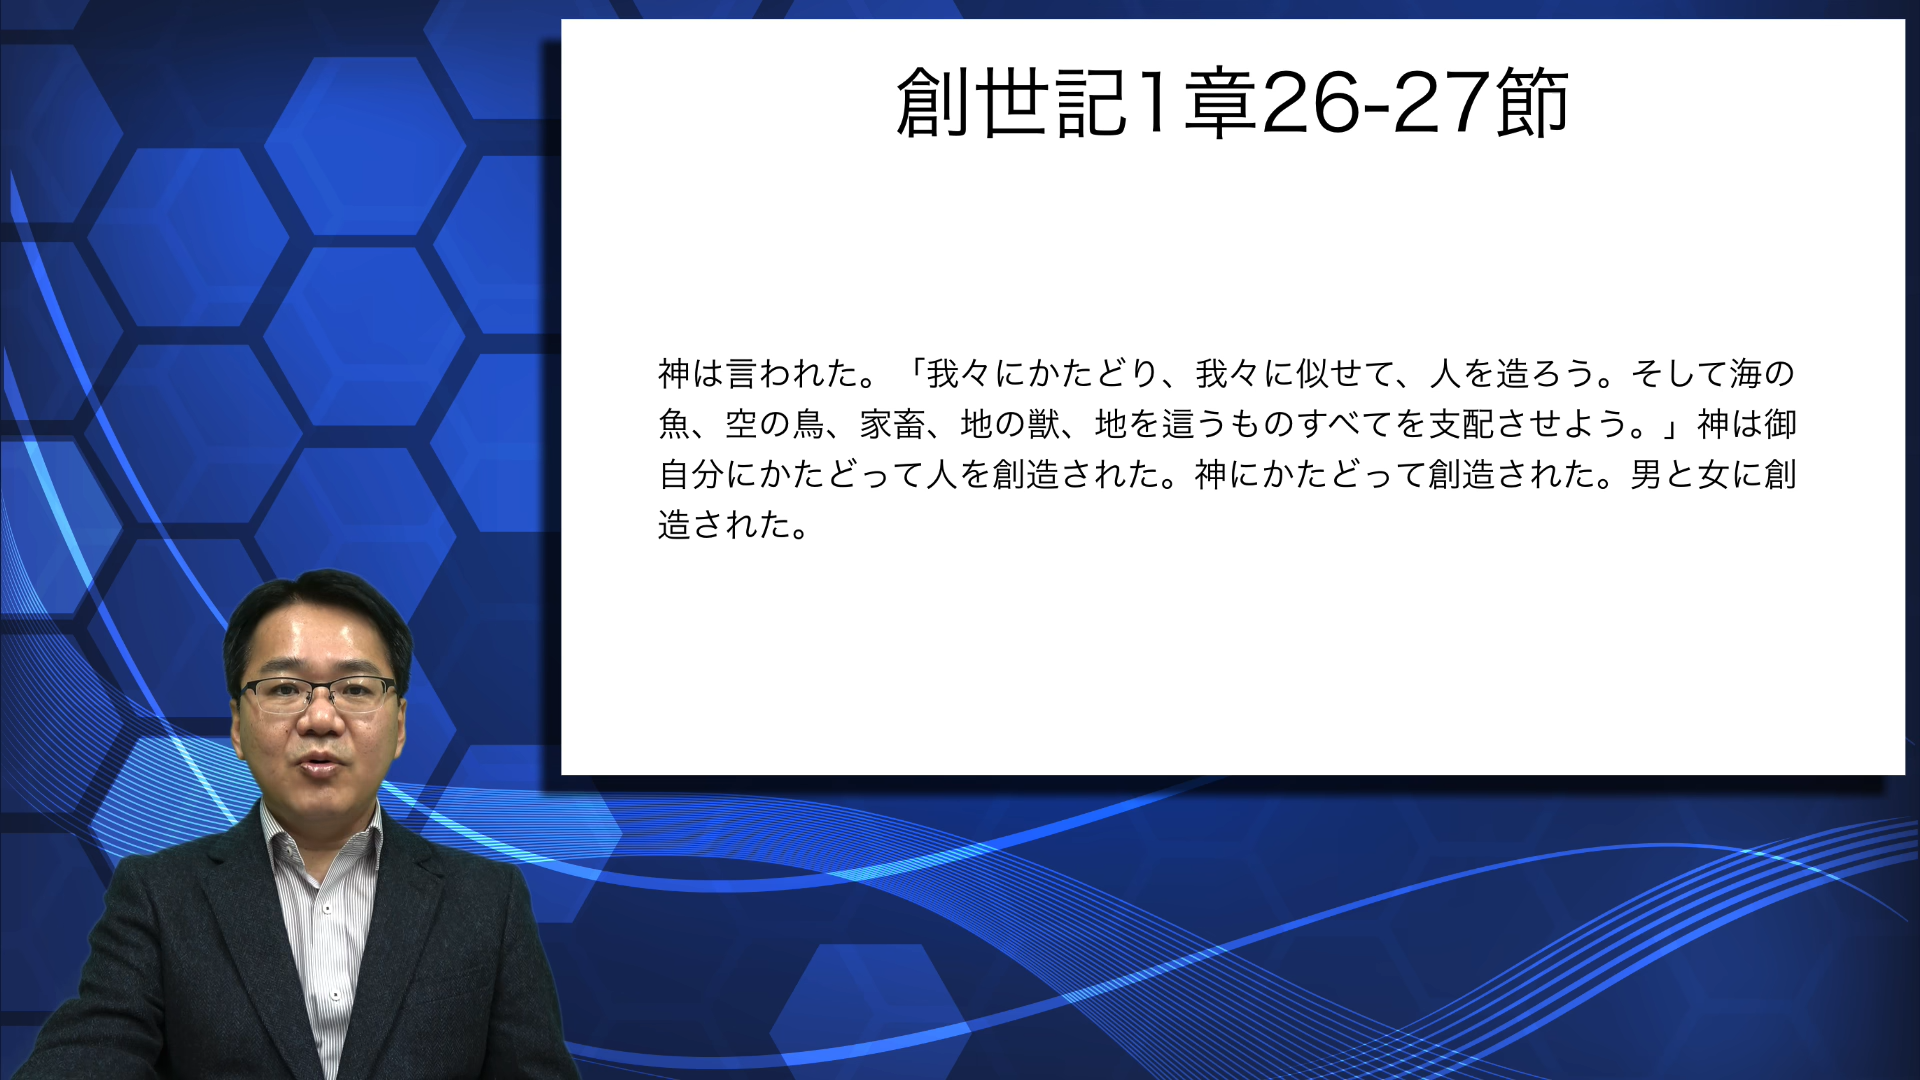 創世記1章26-27節
神は言われた。「我々にかたどり、我々に似せて、人を造ろう。そして海の
魚、空の鳥、家畜、地の獣、地を這うものすべてを支配させよう。」神は御
自分にかたどって人を創造された。神にかたどって創造された。男と女に創
造された。